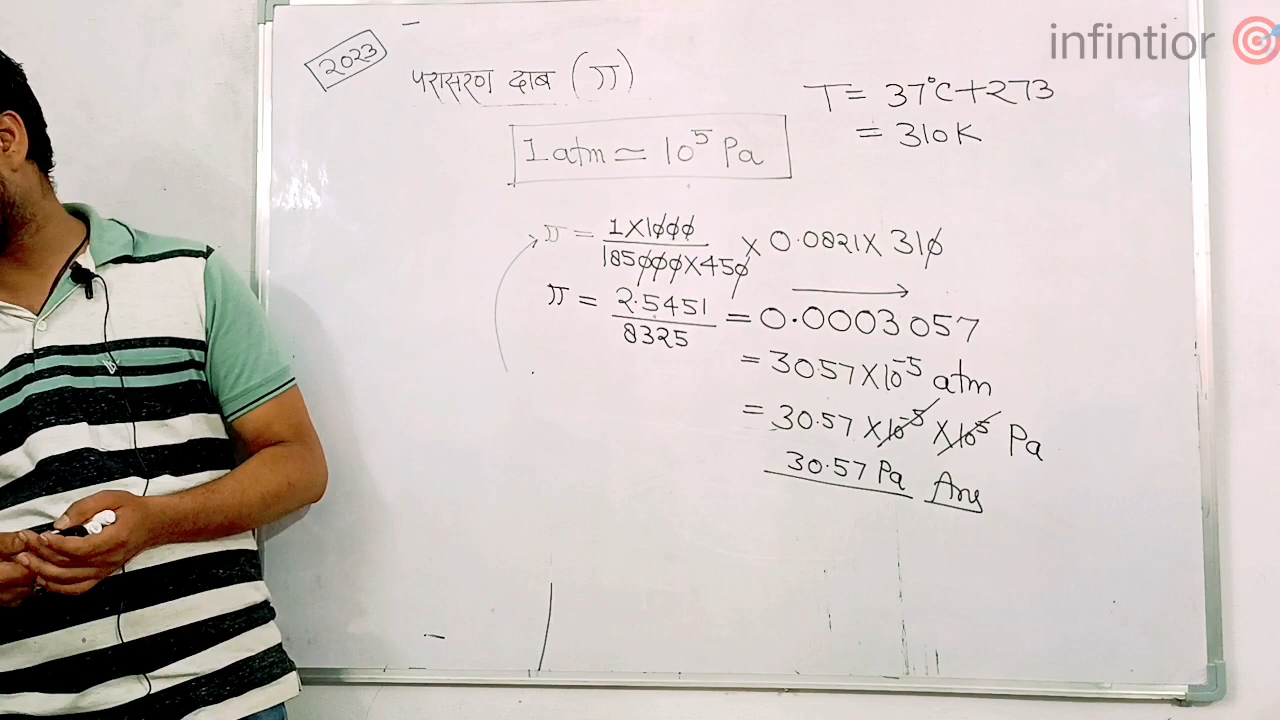 infintior
2023
परासरण दाब (π)
T = 37°C + 273
= 310K
1 atm ≃ 10⁵ Pa
π = 1×1000 / 185000×450 × 0.0821 × 310
π = 2.5451 / 8325 = 0.0003057
= 3057×10⁻⁵ atm
= 30.57 ×10⁻⁵ ×10⁵ Pa
30.57 Pa Ans